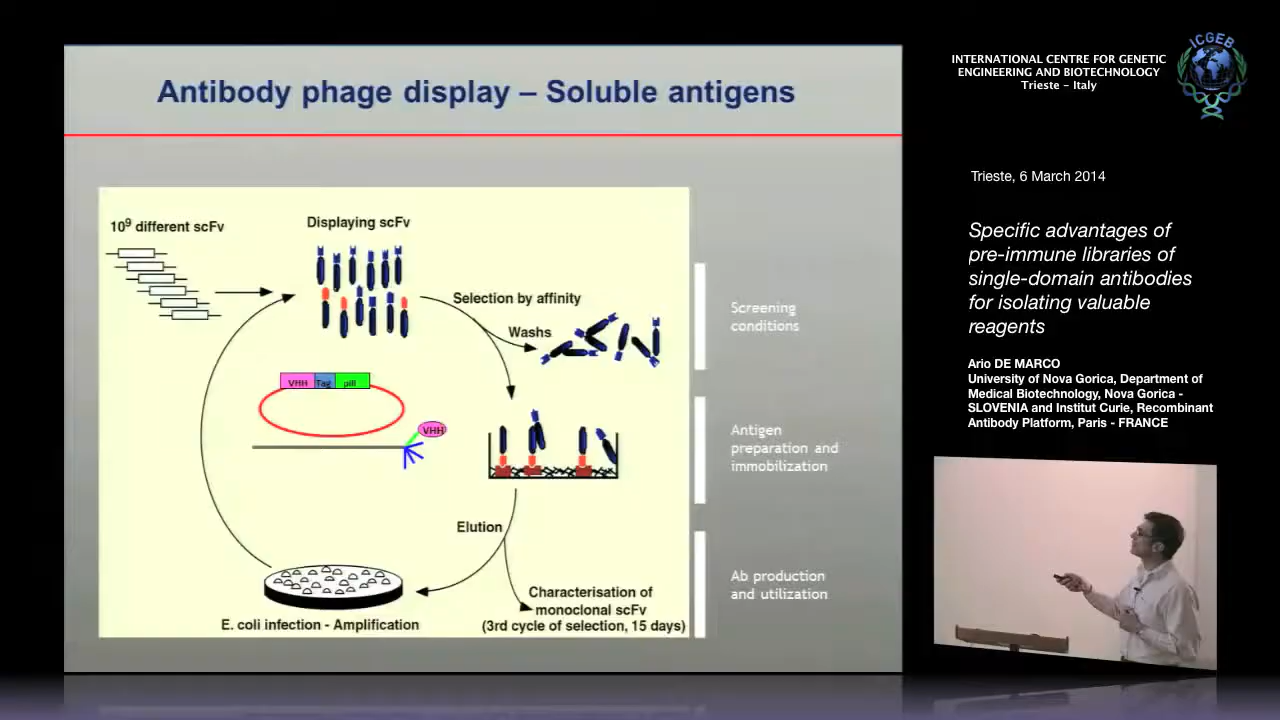 Antibody phage display – Soluble antigens
10⁹ different scFv
Displaying scFv
Selection by affinity
Washs
VHH Tag pIII
VHH
Elution
Characterisation of
monoclonal scFv
(3rd cycle of selection, 15 days)
E. coli infection - Amplification
Screening
conditions
Antigen
preparation and
immobilization
Ab production
and utilization
INTERNATIONAL CENTRE FOR GENETIC
ENGINEERING AND BIOTECHNOLOGY
Trieste - Italy
ICGEB
Trieste, 6 March 2014
Specific advantages of
pre-immune libraries of
single-domain antibodies
for isolating valuable
reagents
Ario DE MARCO
University of Nova Gorica, Department of
Medical Biotechnology, Nova Gorica -
SLOVENIA and Institut Curie, Recombinant
Antibody Platform, Paris - FRANCE